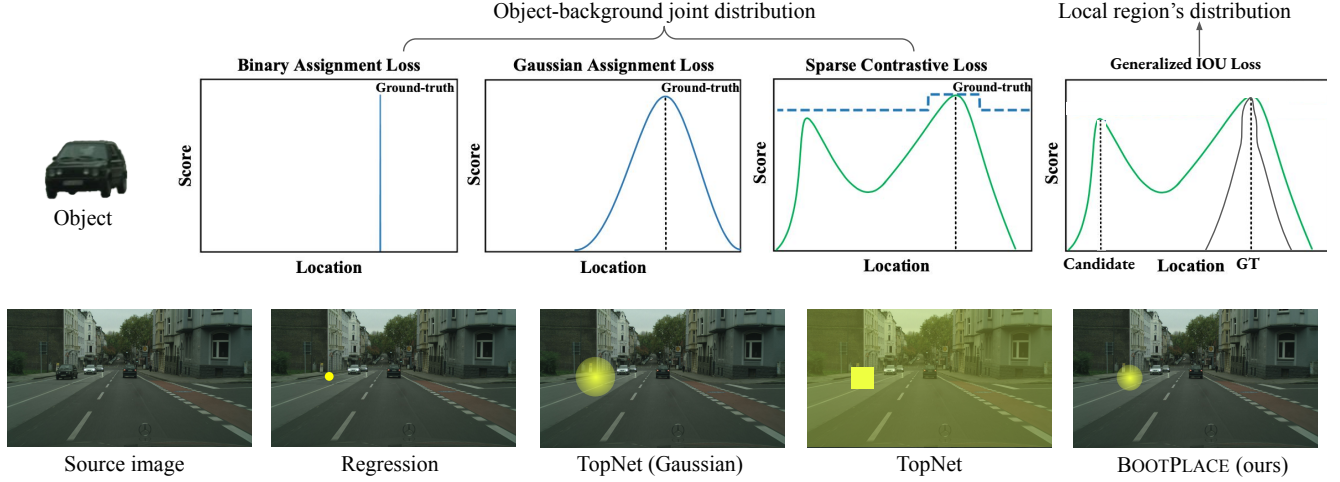 Object-background joint distribution
Local region's distribution
Binary Assignment Loss
Gaussian Assignment Loss
Sparse Contrastive Loss
Generalized IOU Loss
Ground-truth
Ground-truth
Ground-truth
Score
Score
Score
Score
Object
Location
Location
Location
Candidate
Location
GT
Source image
Regression
TopNet (Gaussian)
TopNet
BOOTPLACE (ours)